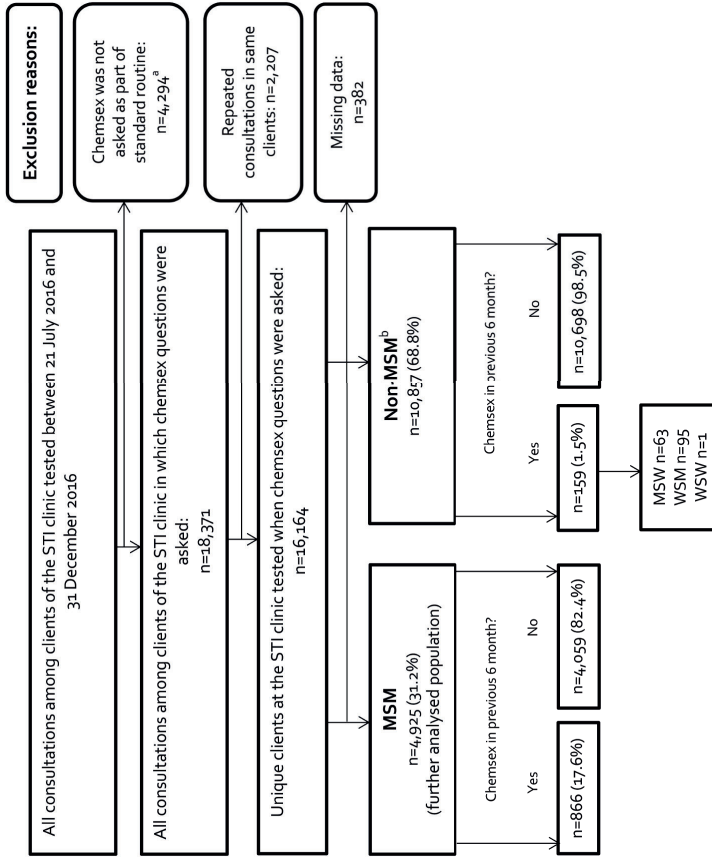 All consultations among clients of the STI clinic tested between 21 July 2016 and
31 December 2016
Exclusion reasons:
Chemsex was not
asked as part of
standard routine:
n=4,294a
All consultations among clients of the STI clinic in which chemsex questions were
asked:
n=18,371
Repeated
consultations in same
clients: n=2,207
Unique clients at the STI clinic tested when chemsex questions were asked:
n=16,164
Missing data:
n=382
MSM
n=4,925 (31.2%)
(further analysed population)
Non-MSMb
n=10,857 (68.8%)
Chemsex in previous 6 month?
Yes
No
n=866 (17.6%)
n=4,059 (82.4%)
Chemsex in previous 6 month?
Yes
No
n=159 (1.5%)
n=10,698 (98.5%)
MSW n=63
WSM n=95
WSW n=1